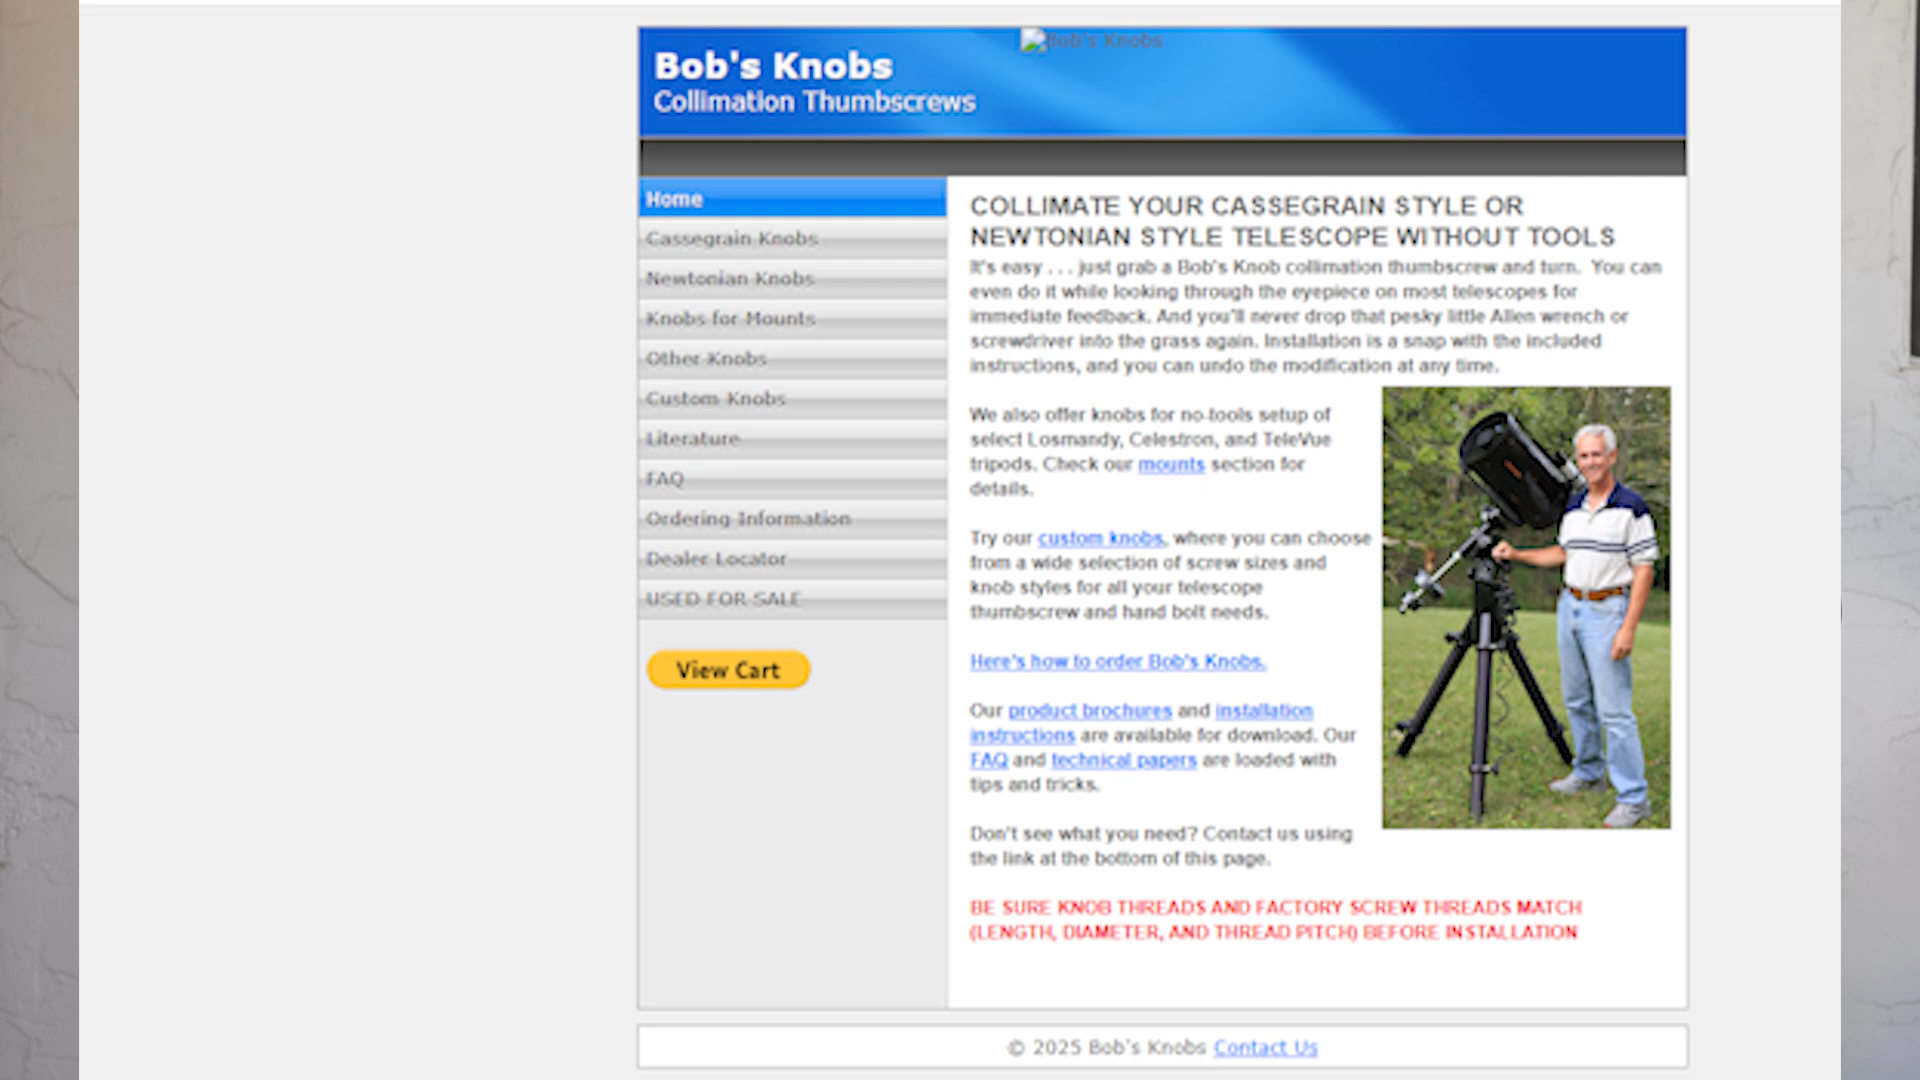 Bob's Knobs
Bob's Knobs
Collimation Thumbscrews
Home
Cassegrain Knobs
Newtonian Knobs
Knobs for Mounts
Other Knobs
Custom Knobs
Literature
FAQ
Ordering Information
Dealer Locator
USED FOR SALE
View Cart
COLLIMATE YOUR CASSEGRAIN STYLE OR
NEWTONIAN STYLE TELESCOPE WITHOUT TOOLS
It's easy . . . just grab a Bob's Knob collimation thumbscrew and turn. You can
even do it while looking through the eyepiece on most telescopes for
immediate feedback. And you'll never drop that pesky little Allen wrench or
screwdriver into the grass again. Installation is a snap with the included
instructions, and you can undo the modification at any time.
We also offer knobs for no-tools setup of
select Losmandy, Celestron, and TeleVue
tripods. Check our mounts section for
details.
Try our custom knobs, where you can choose
from a wide selection of screw sizes and
knob styles for all your telescope
thumbscrew and hand bolt needs.
Here's how to order Bob's Knobs.
Our product brochures and installation
instructions are available for download. Our
FAQ and technical papers are loaded with
tips and tricks.
Don't see what you need? Contact us using
the link at the bottom of this page.
BE SURE KNOB THREADS AND FACTORY SCREW THREADS MATCH
(LENGTH, DIAMETER, AND THREAD PITCH) BEFORE INSTALLATION
© 2025 Bob's Knobs Contact Us